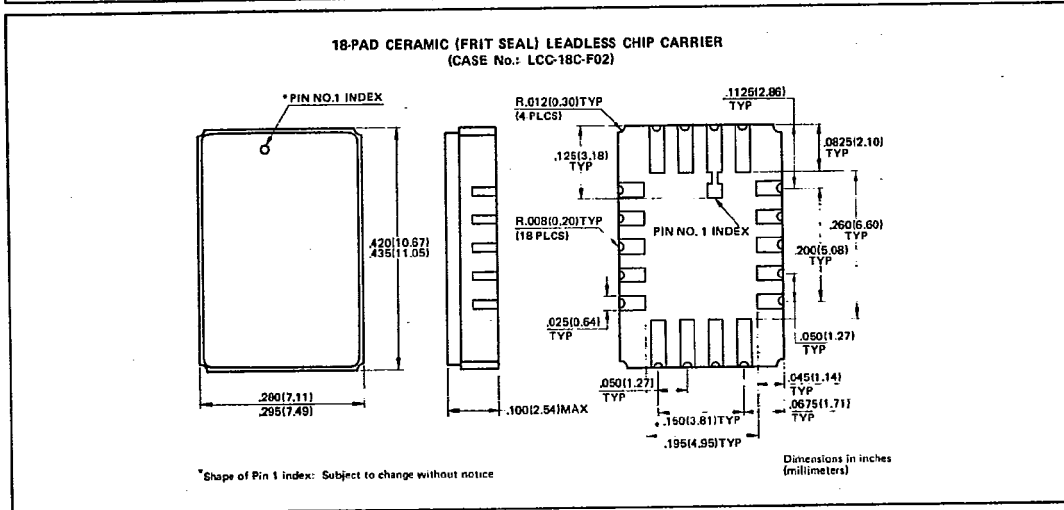 18-PAD CERAMIC (FRIT SEAL) LEADLESS CHIP CARRIER
(CASE No.: LCC-18C-F02)
*PIN NO.1 INDEX
R.012(0.30)TYP
(4 PLCS)
.1125(2.86)
TYP
.0825(2.10)
TYP
.125(3.18)
TYP
PIN NO. 1 INDEX
R.008(0.20)TYP
(18 PLCS)
.260(6.60)
TYP
.200(5.08)
TYP
.420(10.67)
.435(11.05)
.025(0.64)
TYP
.050(1.27)
TYP
.050(1.27)
TYP
.045(1.14)
TYP
.0675(1.71)
TYP
.280(7.11)
.295(7.49)
.100(2.54)MAX
.150(3.81)TYP
.195(4.95)TYP
*Shape of Pin 1 index: Subject to change without notice
Dimensions in inches
(millimeters)